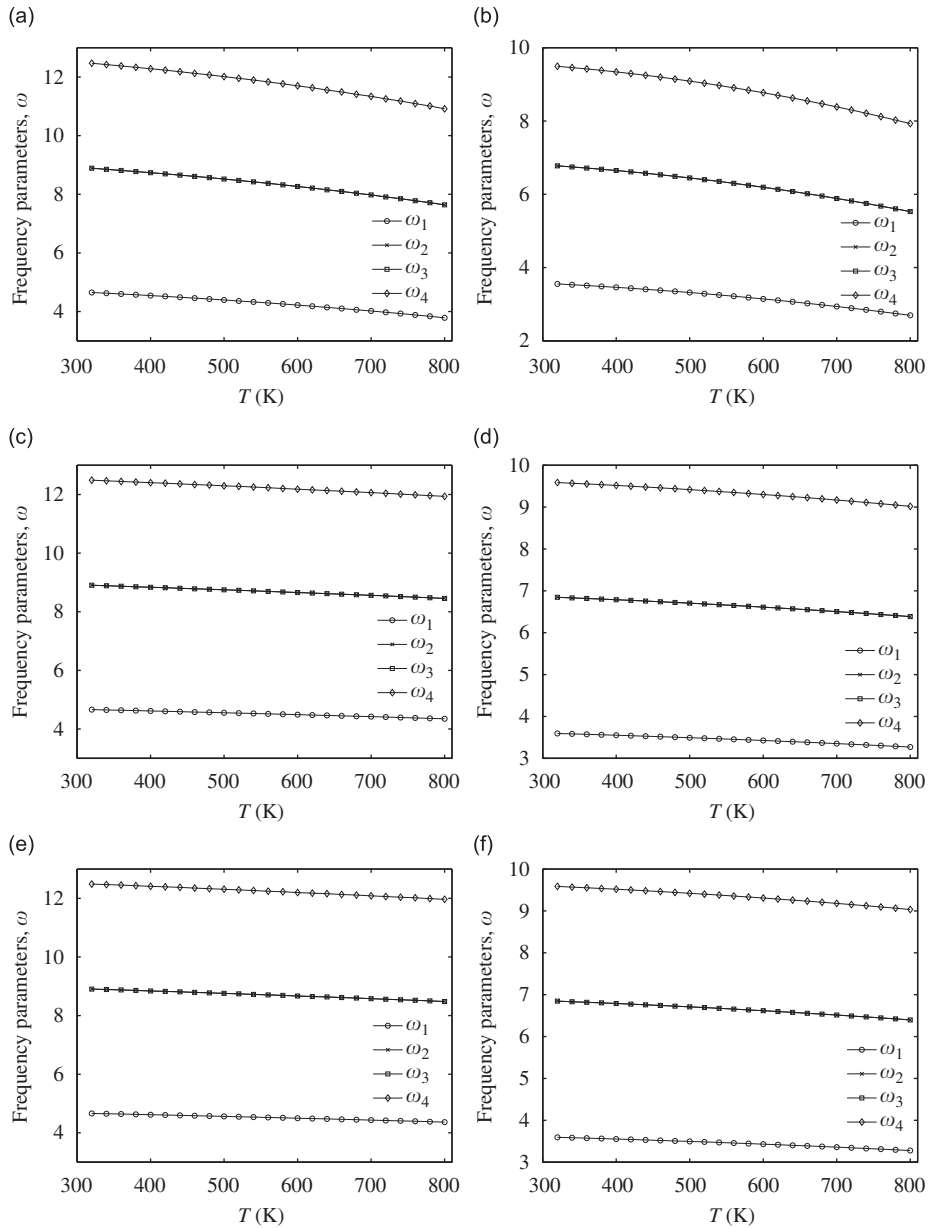 (a)
12
10
8
6
4
Frequency parameters, ω
ω1
ω2
ω3
ω4
300 400 500 600 700 800
T (K)
(b)
10
8
6
4
2
Frequency parameters, ω
ω1
ω2
ω3
ω4
300 400 500 600 700 800
T (K)
(c)
12
10
8
6
4
Frequency parameters, ω
ω1
ω2
ω3
ω4
300 400 500 600 700 800
T (K)
(d)
10
9
8
7
6
5
4
3
Frequency parameters, ω
ω1
ω2
ω3
ω4
300 400 500 600 700 800
T (K)
(e)
12
10
8
6
4
Frequency parameters, ω
ω1
ω2
ω3
ω4
300 400 500 600 700 800
T (K)
(f)
10
9
8
7
6
5
4
3
Frequency parameters, ω
ω1
ω2
ω3
ω4
300 400 500 600 700 800
T (K)